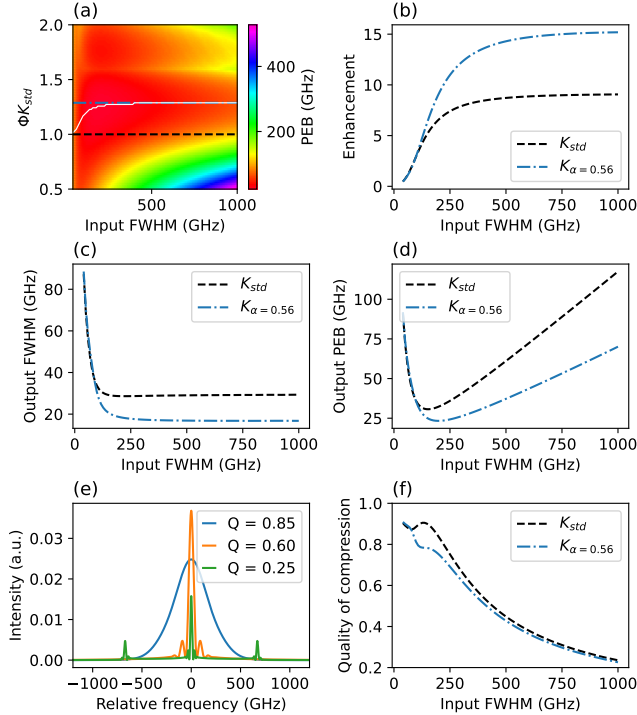 (a)
2.0
1.5
1.0
0.5
ΦK_std
500
1000
Input FWHM (GHz)
400
200
PEB (GHz)
(b)
15
10
5
0
Enhancement
K_std
K_α = 0.56
0
250
500
750
1000
Input FWHM (GHz)
(c)
80
60
40
20
Output FWHM (GHz)
K_std
K_α = 0.56
0
250
500
750
1000
Input FWHM (GHz)
(d)
100
75
50
25
Output PEB (GHz)
K_std
K_α = 0.56
0
250
500
750
1000
Input FWHM (GHz)
(e)
0.03
0.02
0.01
0.00
Intensity (a.u.)
Q = 0.85
Q = 0.60
Q = 0.25
−1000
−500
0
500
1000
Relative frequency (GHz)
(f)
1.0
0.8
0.6
0.4
0.2
Quality of compression
K_std
K_α = 0.56
0
250
500
750
1000
Input FWHM (GHz)